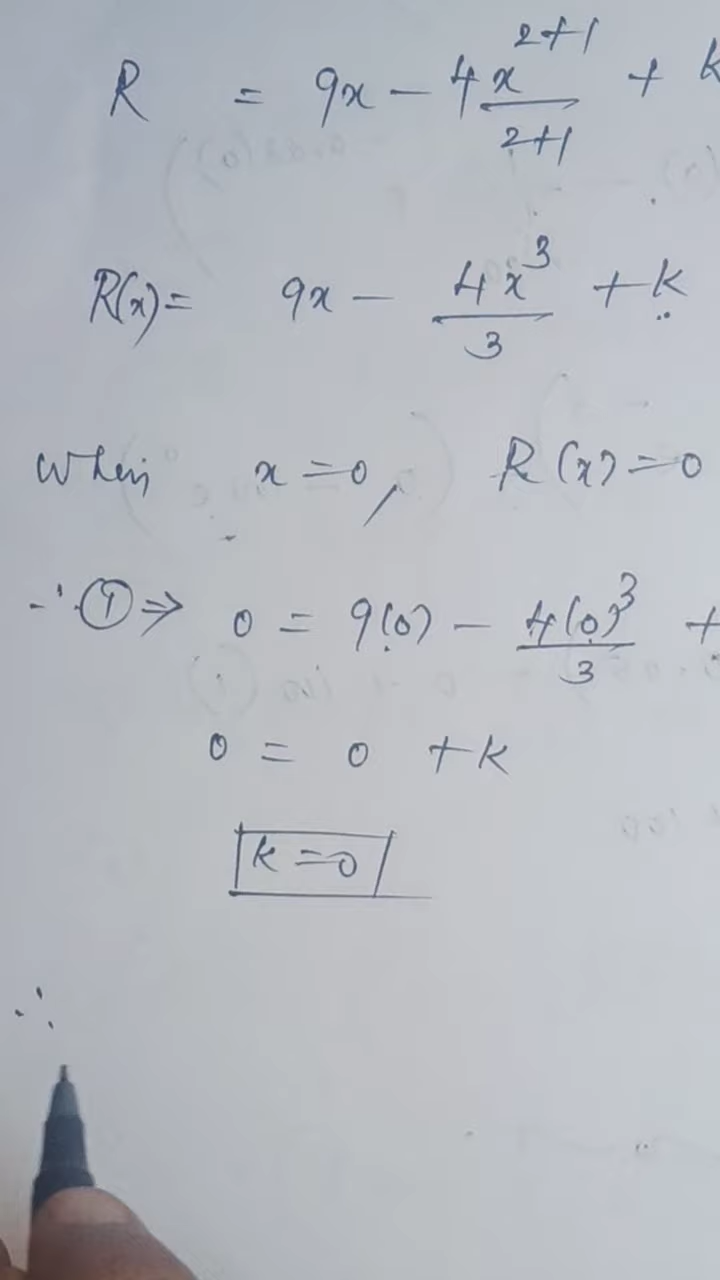 R = 9x - 4x^{2+1}/2+1 + k
R(x) = 9x - 4x^3/3 + k
When x = 0, R(x) = 0
∴ ① ⇒ 0 = 9(0) - 4(0)^3/3 +
0 = 0 + k
k = 0
∴